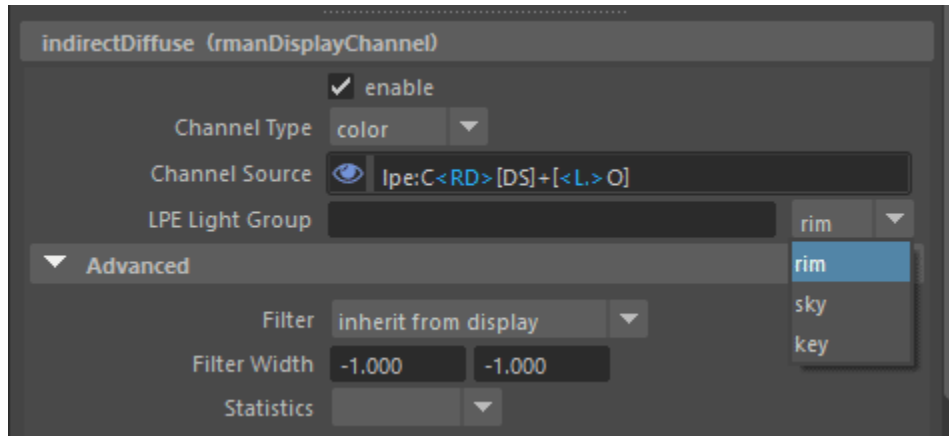 indirectDiffuse (rmanDisplayChannel)
enable
Channel Type color
Channel Source lpe:C<RD>[DS]+[<L.>O]
LPE Light Group rim
Advanced rim
sky
Filter inherit from display
key
Filter Width -1.000 -1.000
Statistics